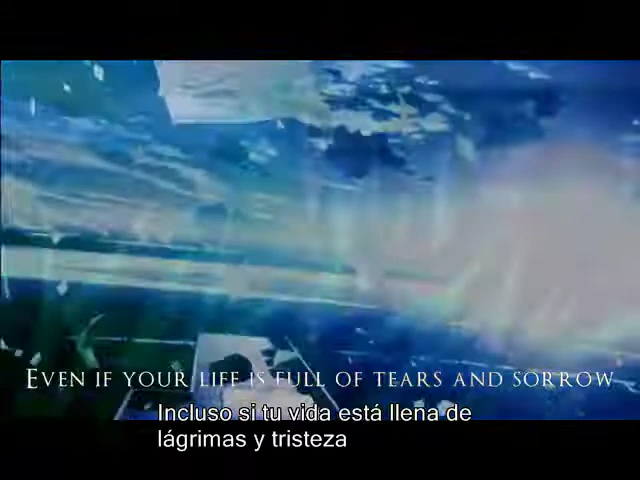 Even if your life is full of tears and sorrow
Incluso si tu vida está llena de
lágrimas y tristeza